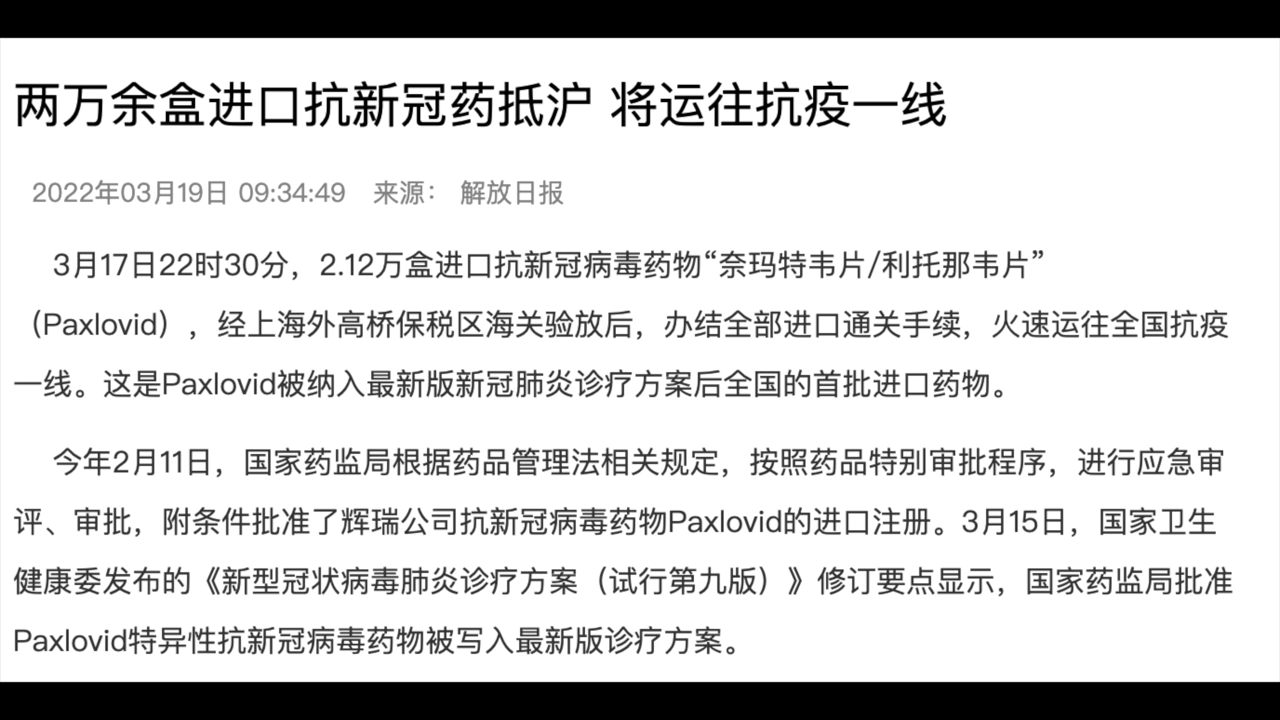 两万余盒进口抗新冠药抵沪 将运往抗疫一线
2022年03月19日 09:34:49 来源： 解放日报
3月17日22时30分，2.12万盒进口抗新冠病毒药物“奈玛特韦片/利托那韦片”
（Paxlovid），经上海外高桥保税区海关验放后，办结全部进口通关手续，火速运往全国抗疫
一线。这是Paxlovid被纳入最新版新冠肺炎诊疗方案后全国的首批进口药物。
今年2月11日，国家药监局根据药品管理法相关规定，按照药品特别审批程序，进行应急审
评、审批，附条件批准了辉瑞公司抗新冠病毒药物Paxlovid的进口注册。3月15日，国家卫生
健康委发布的《新型冠状病毒肺炎诊疗方案（试行第九版）》修订要点显示，国家药监局批准
Paxlovid特异性抗新冠病毒药物被写入最新版诊疗方案。